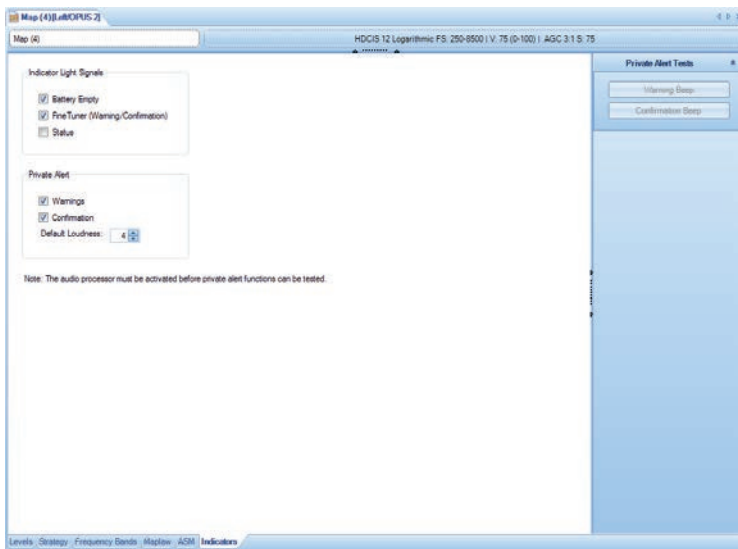 Map (4)[Left/OPUS 2]
Map (4)
HDCIS 12 Logarithmic FS: 250-8500 | V: 75 (0-100) | AGC 3:1 S: 75
Indicator Light Signals
Battery Empty
FineTuner (Warning/Confirmation)
Status
Private Alert
Warnings
Confirmation
Default Loudness: 4
Note: The audio processor must be activated before private alert functions can be tested.
Private Alert Tests
Warning Beep
Confirmation Beep
Levels Strategy Frequency Bands Maplaw ASM Indicators